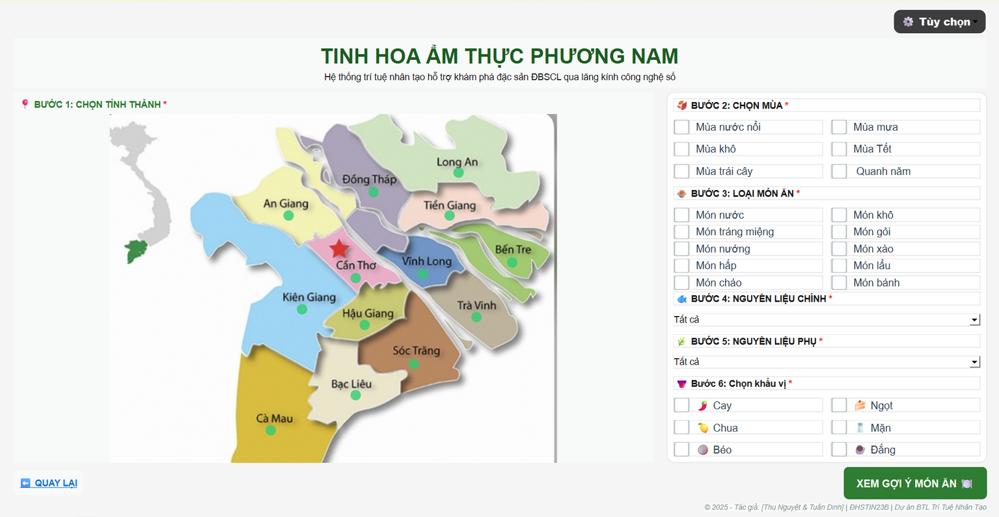 Tùy chọn
TINH HOA ẨM THỰC PHƯƠNG NAM
Hệ thống trí tuệ nhân tạo hỗ trợ khám phá đặc sản ĐBSCL qua lăng kính công nghệ số
BƯỚC 1: CHỌN TỈNH THÀNH *
Long An
Đồng Tháp
An Giang
Tiền Giang
Bến Tre
Cần Thơ
Vĩnh Long
Kiên Giang
Trà Vinh
Hậu Giang
Sóc Trăng
Bạc Liêu
Cà Mau
BƯỚC 2: CHỌN MÙA *
Mùa nước nổi
Mùa mưa
Mùa khô
Mùa Tết
Mùa trái cây
Quanh năm
BƯỚC 3: LOẠI MÓN ĂN *
Món nước
Món khô
Món tráng miệng
Món gỏi
Món nướng
Món xào
Món hấp
Món lẩu
Món cháo
Món bánh
BƯỚC 4: NGUYÊN LIỆU CHÍNH *
Tất cả
BƯỚC 5: NGUYÊN LIỆU PHỤ *
Tất cả
Bước 6: Chọn khẩu vị *
Cay
Ngọt
Chua
Mặn
Béo
Đắng
QUAY LẠI
XEM GỢI Ý MÓN ĂN
© 2025 - Tác giả: [Thu Nguyệt & Tuấn Dinh] | ĐHSTIN23B | Dự án BTL Trí Tuệ Nhân Tạo